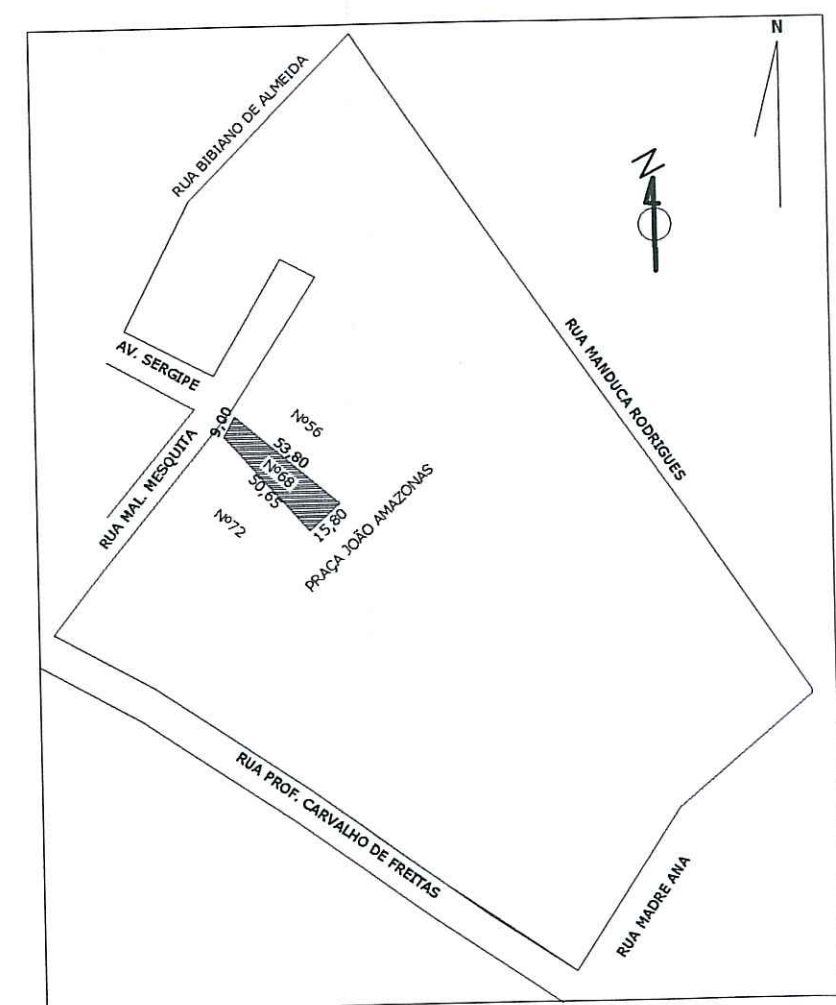 N
RUA BIBIANO DE ALMEIDA
N
RUA MANDUCA RODRIGUES
AV. SERGIPE
9,00
Nº56
53,80
Nº68
50,65
15,80
RUA MAL. MESQUITA
Nº72
PRAÇA JOÃO AMAZONAS
RUA PROF. CARVALHO DE FREITAS
RUA MADRE ANA